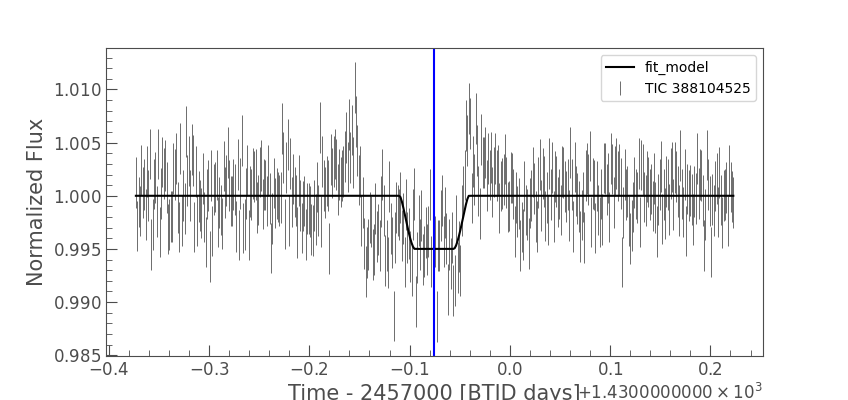 fit_model
TIC 388104525
Normalized Flux
1.010
1.005
1.000
0.995
0.990
0.985
−0.4
−0.3
−0.2
−0.1
0.0
0.1
0.2
Time - 2457000 [BTJD days]
+1.4300000000 × 10³